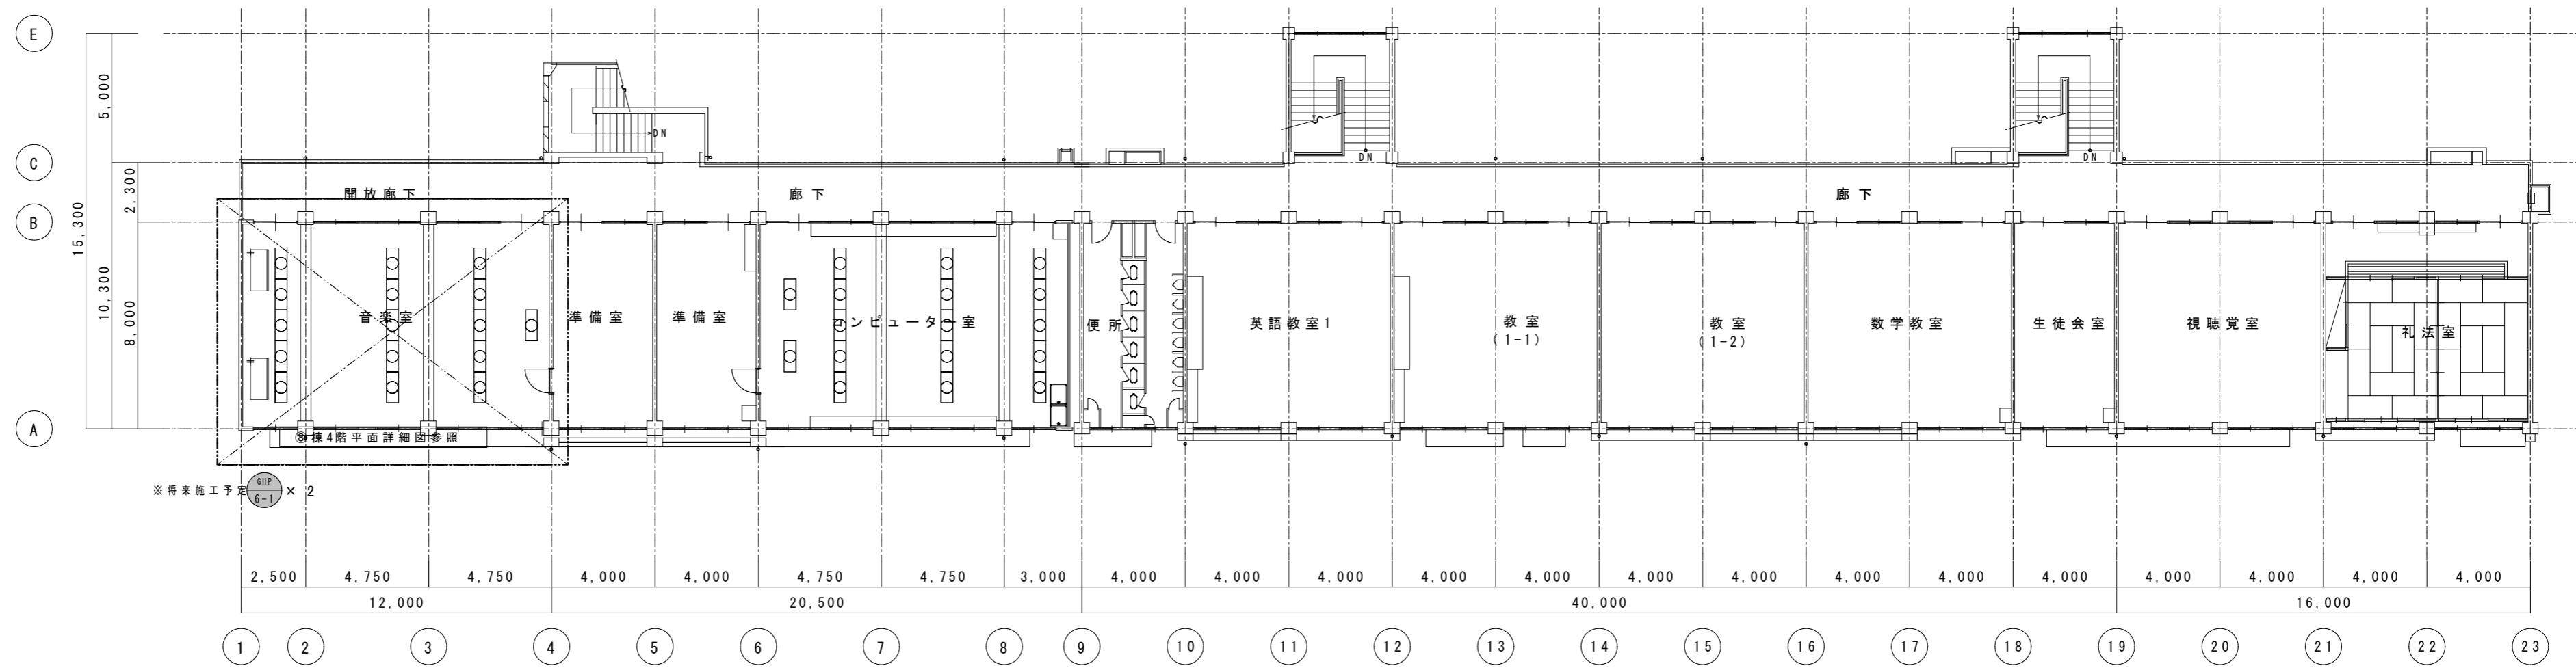 E
5,000
C
2,300
15,300
B
10,300
8,000
A
DN
DN
DN
開放廊下
廊下
廊下
音楽室
準備室
準備室
コンピューター室
便所
英語教室1
教室
(1-1)
教室
(1-2)
数学教室
生徒会室
視聴覚室
礼法室
⑧棟4階平面詳細図参照
※将来施工予定 GHP 6-1 × 2
2,500 4,750 4,750 4,000 4,000 4,750 4,750 3,000 4,000 4,000 4,000 4,000 4,000 4,000 4,000 4,000 4,000 4,000 4,000 4,000 4,000 4,000
12,000 20,500 40,000 16,000
1 2 3 4 5 6 7 8 9 10 11 12 13 14 15 16 17 18 19 20 21 22 23